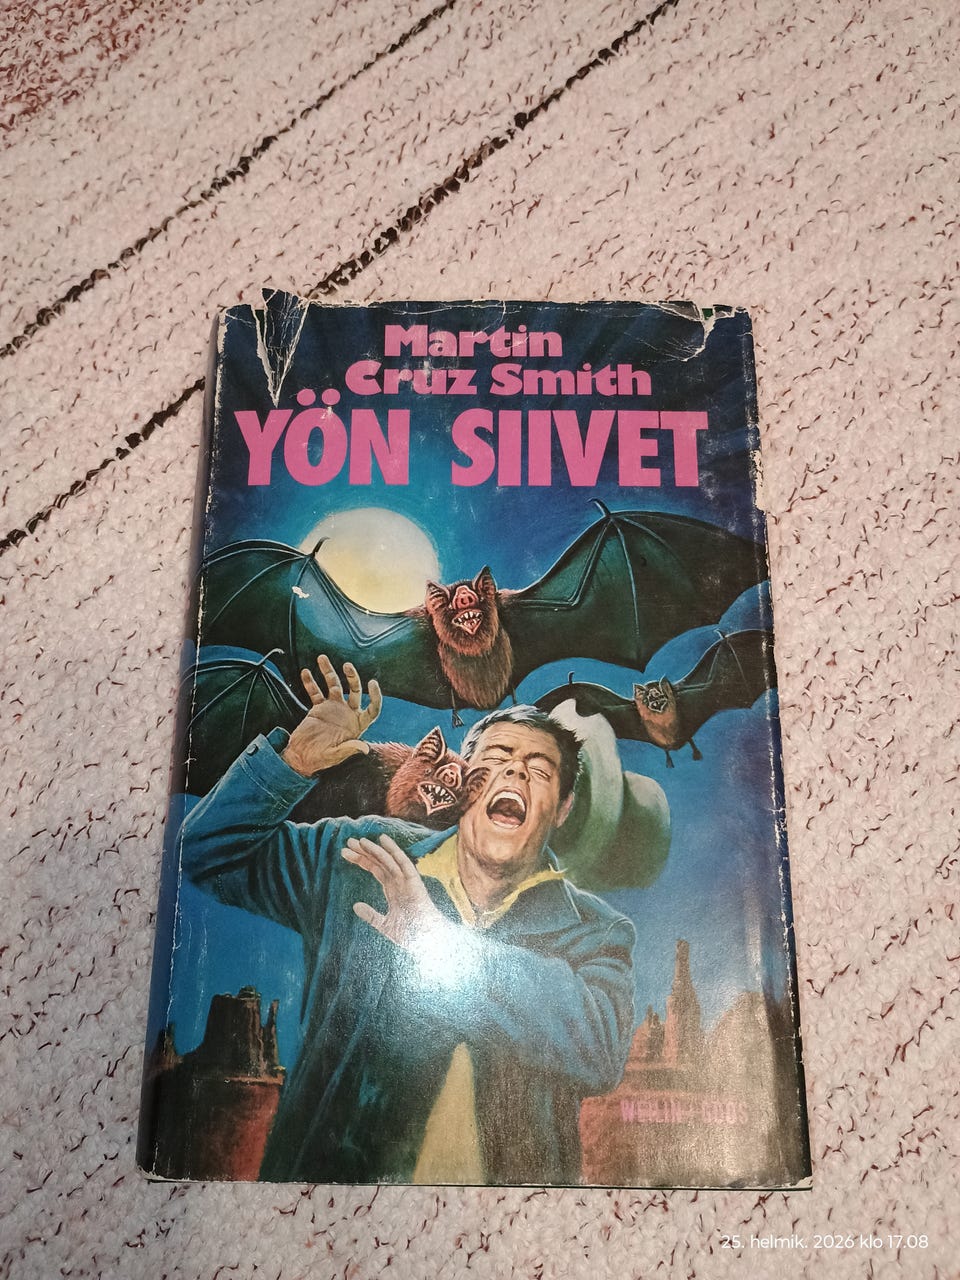 Martin
Cruz Smith
YÖN SIIVET
WEILIN+GÖÖS
25. helmik. 2026 klo 17.08